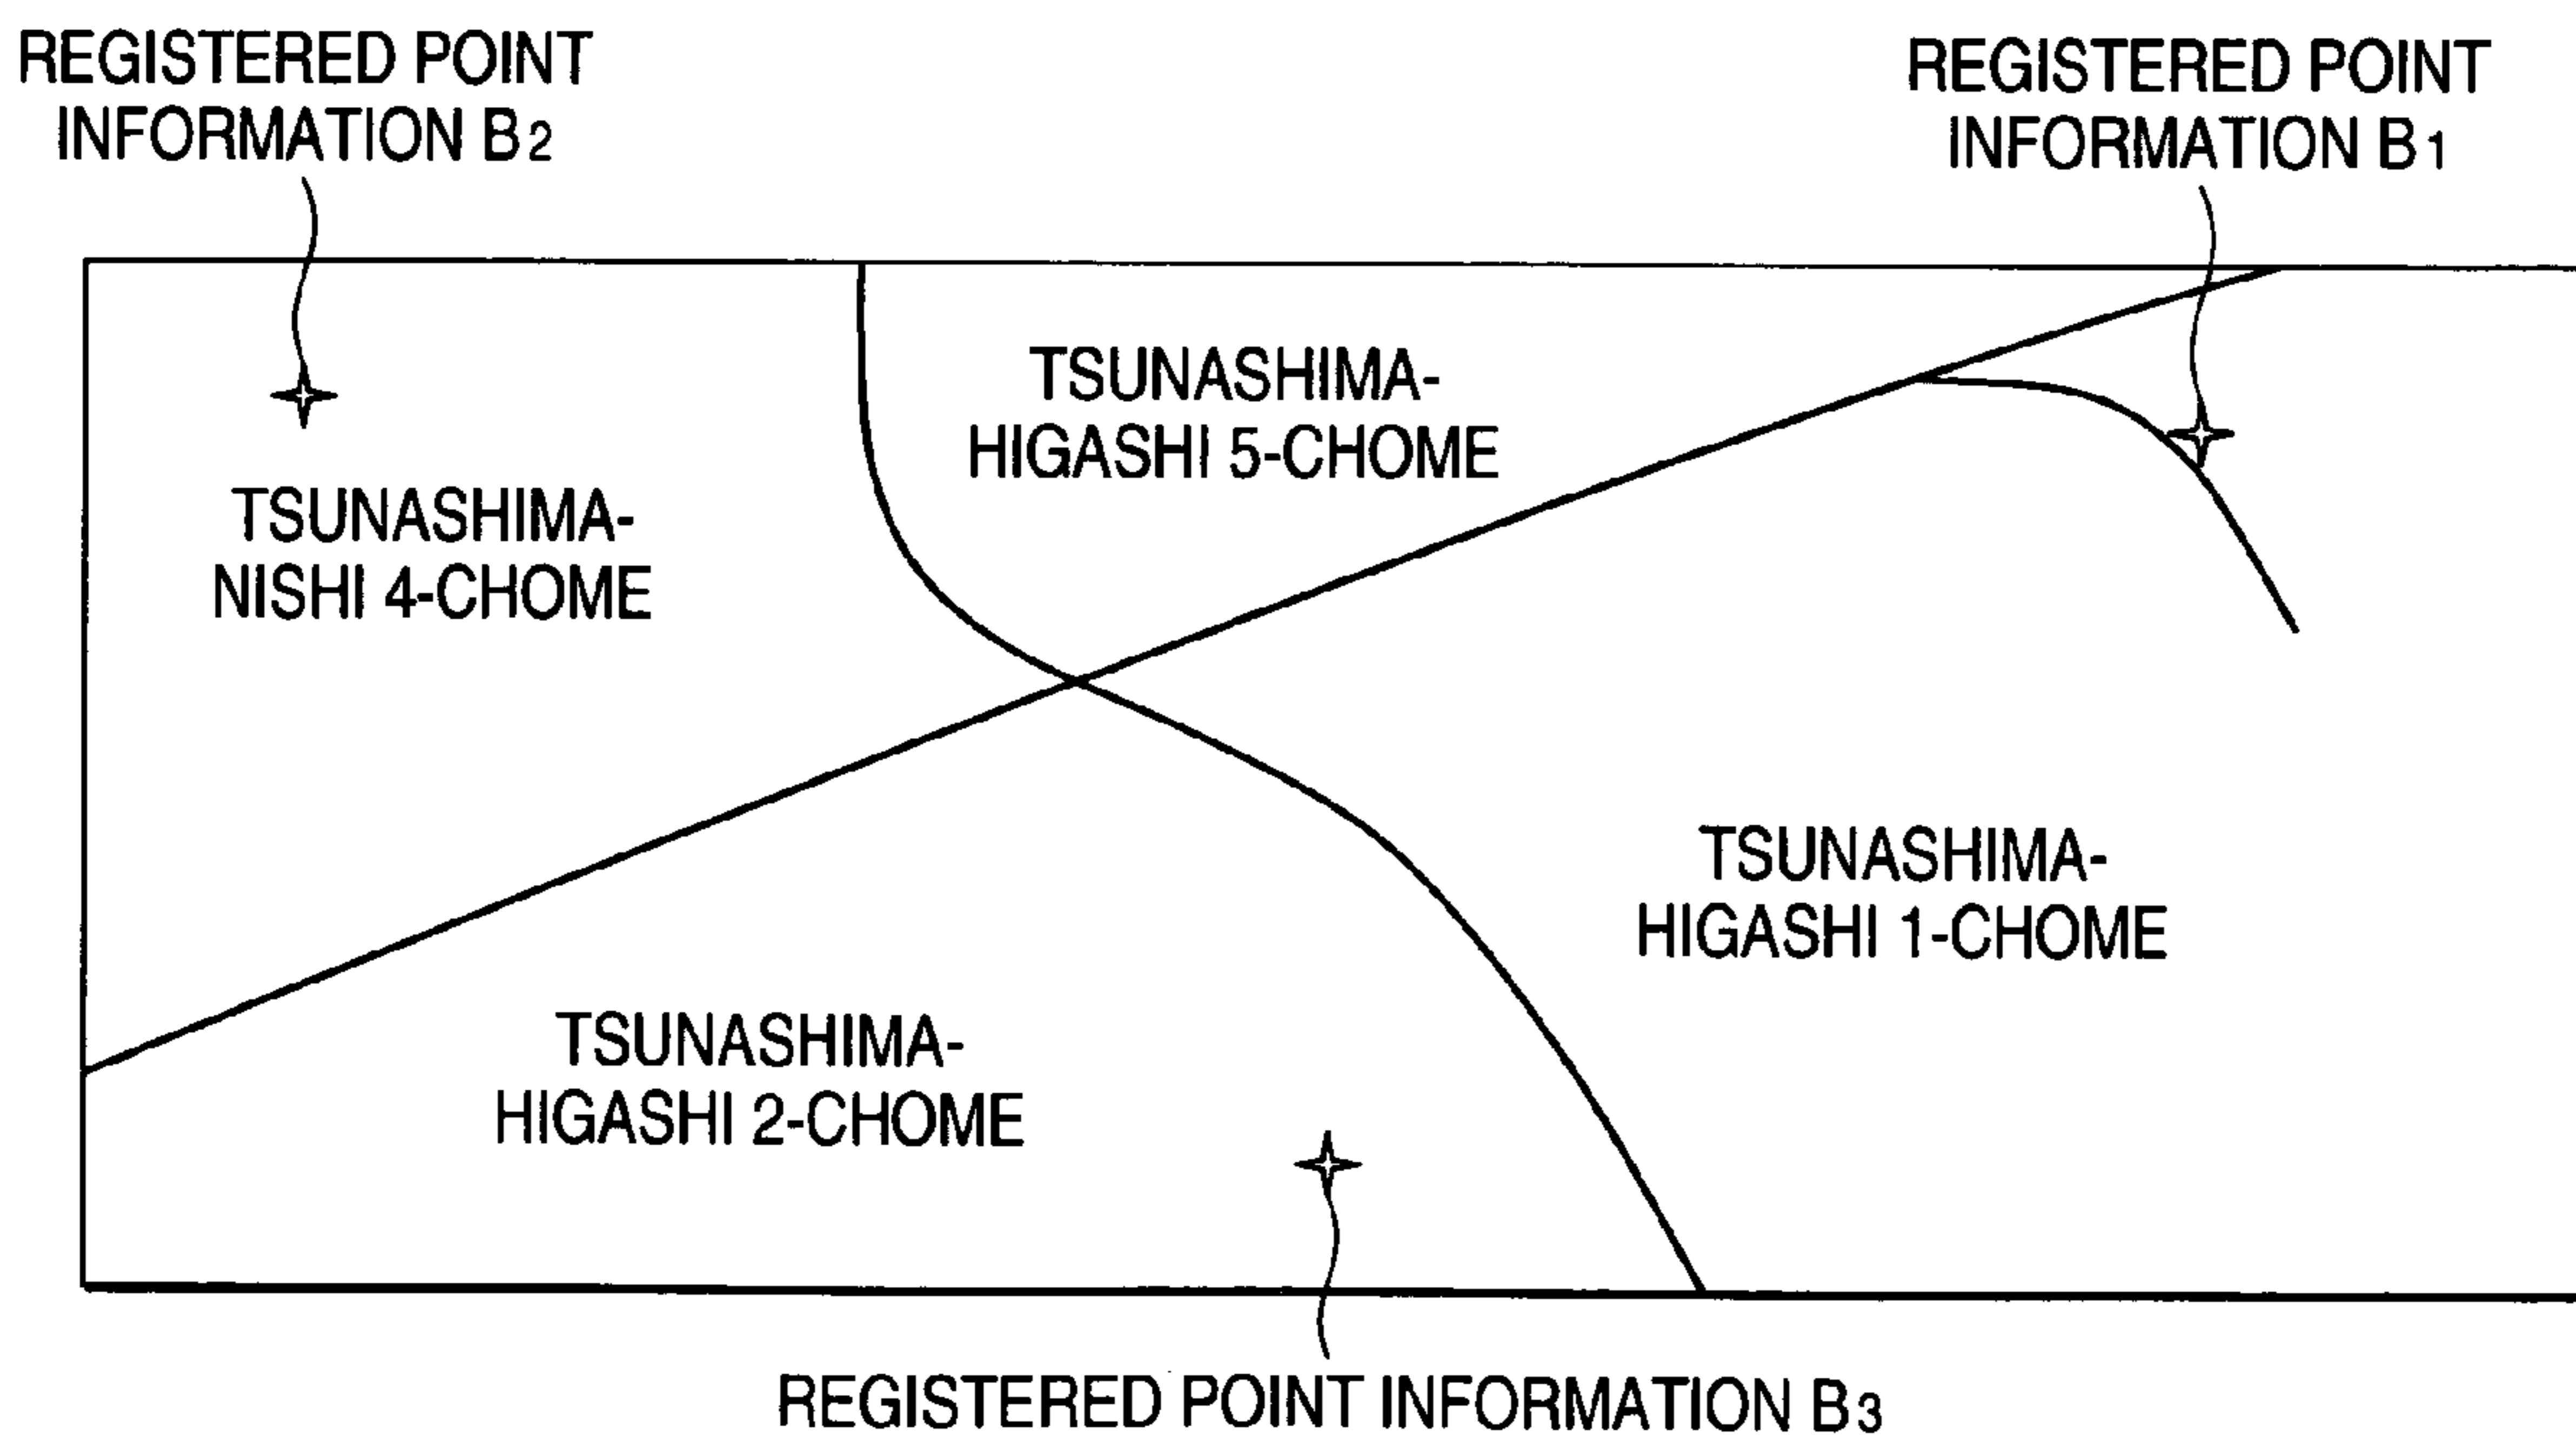 REGISTERED POINT
INFORMATION B2
REGISTERED POINT
INFORMATION B1
TSUNASHIMA-
HIGASHI 5-CHOME
TSUNASHIMA-
NISHI 4-CHOME
TSUNASHIMA-
HIGASHI 1-CHOME
TSUNASHIMA-
HIGASHI 2-CHOME
REGISTERED POINT INFORMATION B3